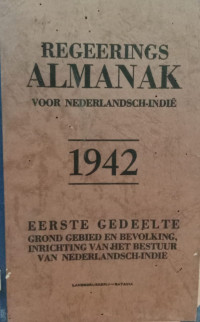 REGEERINGS
ALMANAK
VOOR NEDERLANDSCH-INDIË
1942
EERSTE GEDEELTE
GROND GEBIED EN BEVOLKING,
INRICHTING VAN HET BESTUUR
VAN NEDERLANDSCH-INDIË